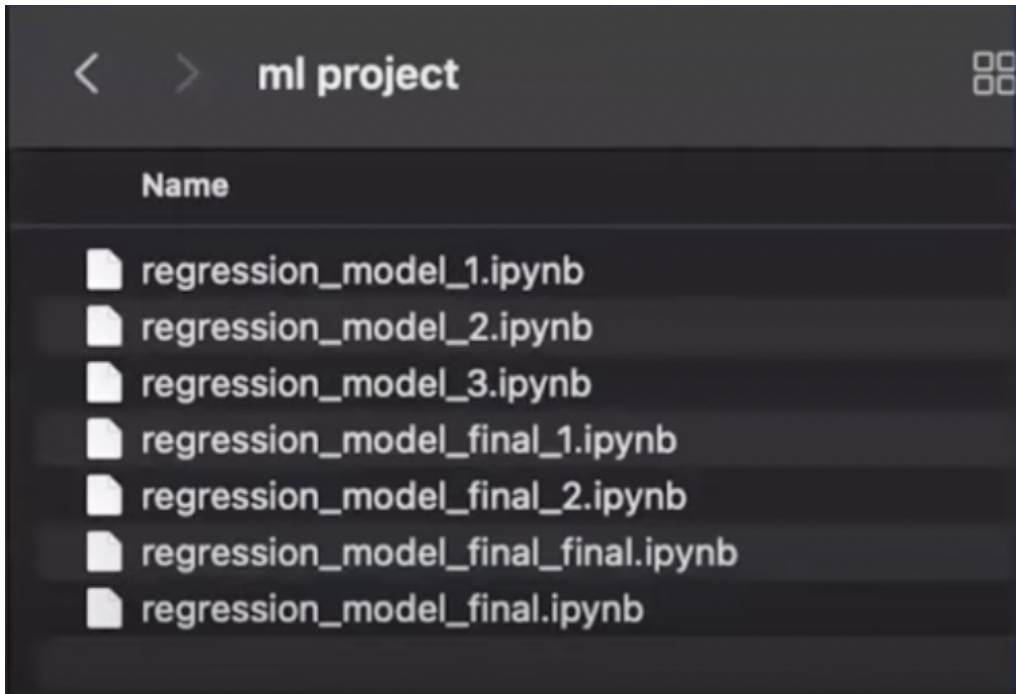 ml project
Name
regression_model_1.ipynb
regression_model_2.ipynb
regression_model_3.ipynb
regression_model_final_1.ipynb
regression_model_final_2.ipynb
regression_model_final_final.ipynb
regression_model_final.ipynb